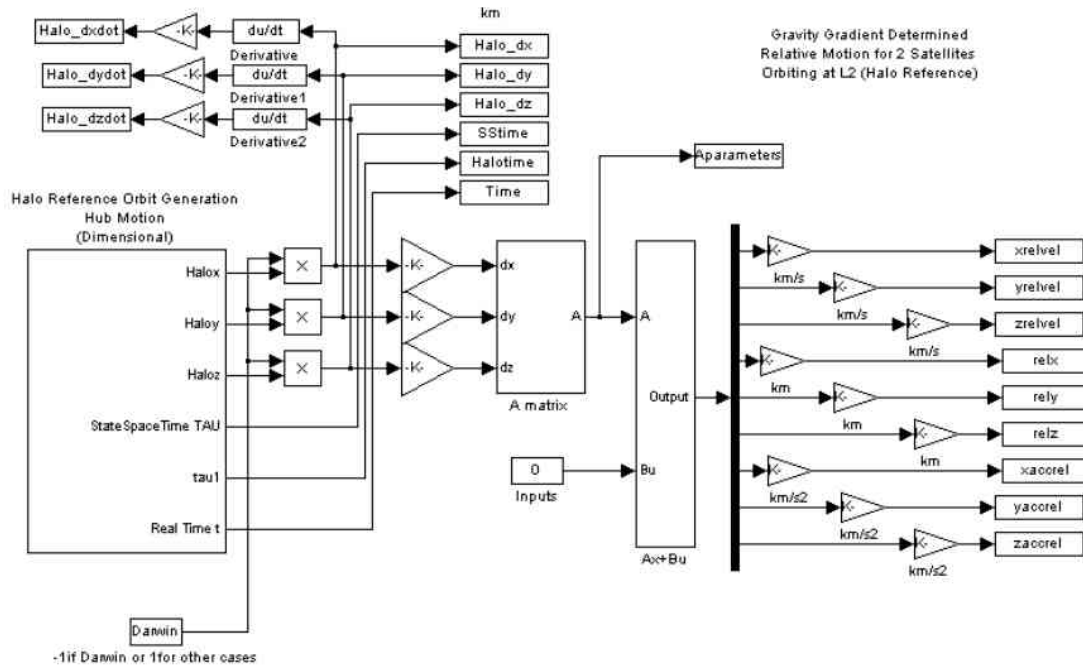 km
Gravity Gradient Determined
Relative Motion for 2 Satellites
Orbiting at L2 (Halo Reference)
Halo_dxdot
-K-
du/dt
Derivative
Halo_dx
Halo_dydot
-K-
du/dt
Derivative1
Halo_dy
Halo_dzdot
-K-
du/dt
Derivative2
Halo_dz
SStime
Halotime
Time
Aparameters
Halo Reference Orbit Generation
Hub Motion
(Dimensional)
Halox
×
-K-
dx
Haloy
×
-K-
dy
Haloz
×
-K-
dz
A
A matrix
StateSpaceTime TAU
tau1
Real Time t
0
Inputs
A
Bu
Output
Ax+Bu
K-
km/s
xrelvel
K-
km/s
yrelvel
K-
km/s
zrelvel
K-
km
relx
K-
km
rely
K-
km
relz
K-
km/s2
xaccrel
K-
km/s2
yaccrel
K-
km/s2
zaccrel
Darwin
-1if Darwin or 1for other cases